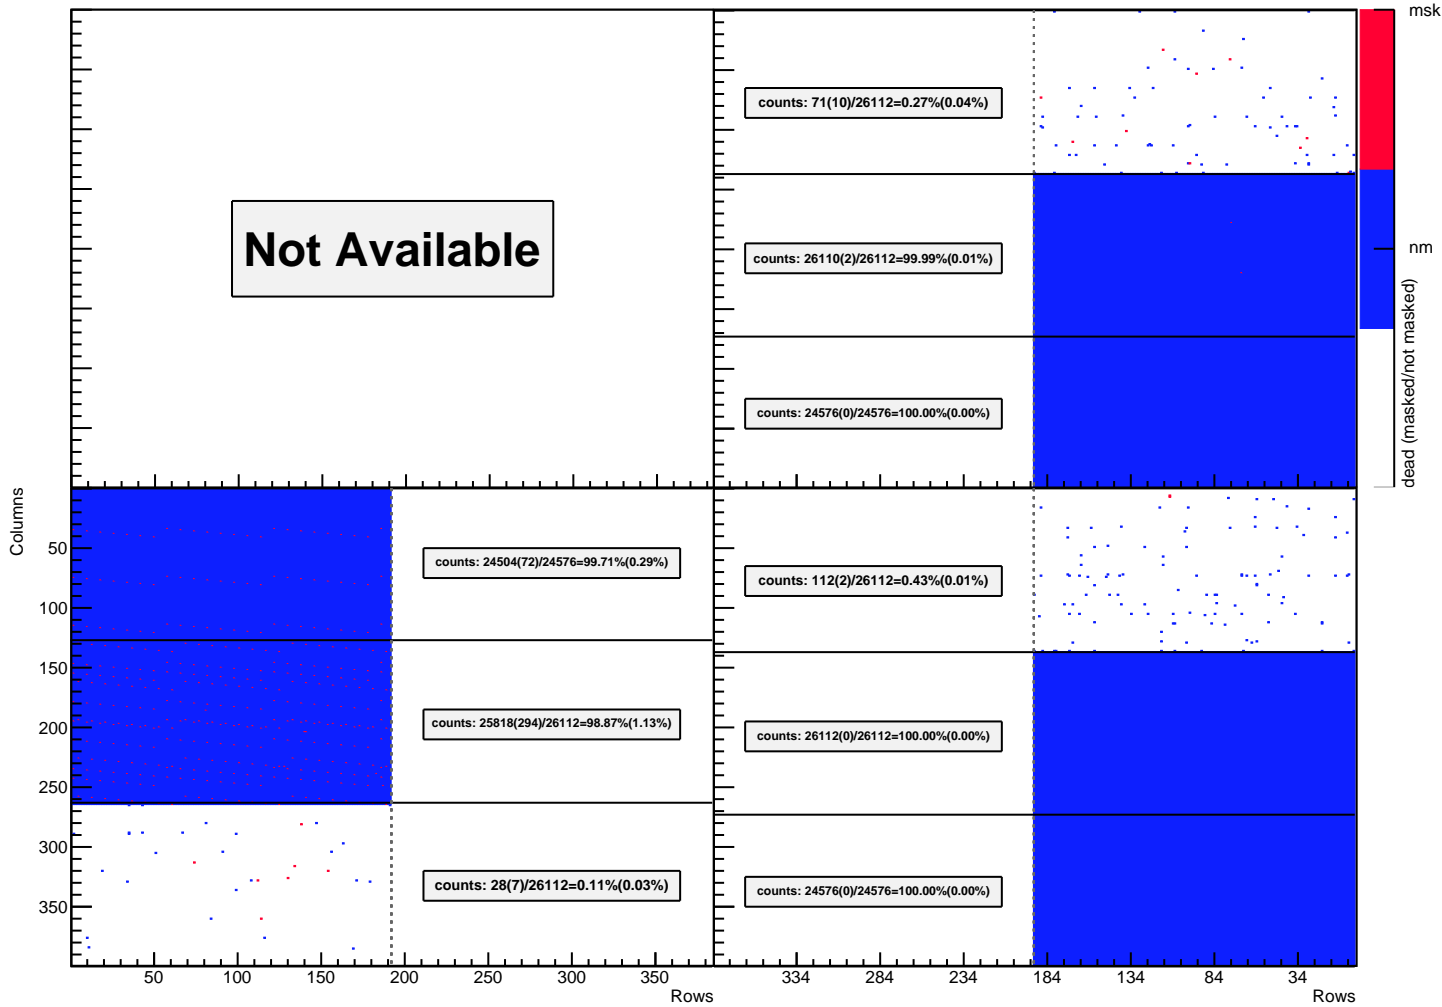 msk
counts: 71(10)/26112=0.27%(0.04%)
Not Available
counts: 26110(2)/26112=99.99%(0.01%)
nm
dead (masked/not masked)
counts: 24576(0)/24576=100.00%(0.00%)
Columns
50
100
150
200
250
300
350
counts: 24504(72)/24576=99.71%(0.29%)
counts: 112(2)/26112=0.43%(0.01%)
counts: 25818(294)/26112=98.87%(1.13%)
counts: 26112(0)/26112=100.00%(0.00%)
counts: 28(7)/26112=0.11%(0.03%)
counts: 24576(0)/24576=100.00%(0.00%)
50 100 150 200 250 300 350
334 284 234 184 134 84 34
Rows
Rows